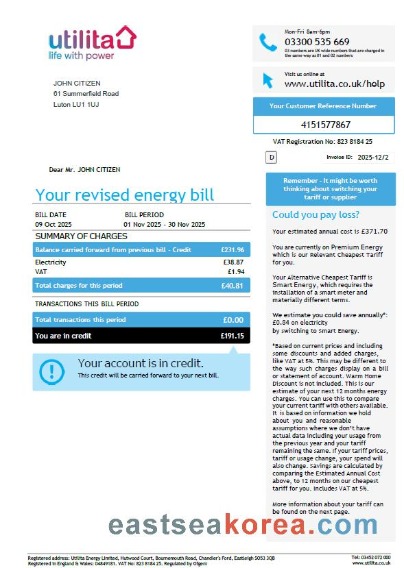 utilita
life with power
Mon-Fri 8am-6pm
03300 535 669
03 numbers are UK wide numbers that are charged in
the same way as 01 and 02 numbers
Visit us online at
www.utilita.co.uk/help
JOHN CITIZEN
01 Summerfield Road
Luton LU1 1UJ
Your Customer Reference Number
4151577867
VAT Registration No: 823 8184 25
D
Invoice ID: 2025-12/2
Dear Mr. JOHN CITIZEN
Remember - It might be worth
thinking about switching your
tariff or supplier
Your revised energy bill
BILL DATE BILL PERIOD
09 Oct 2025 01 Nov 2025 - 30 Nov 2025
SUMMARY OF CHARGES
Balance carried forward from previous bill - Credit £231.96
Electricity £38.87
VAT £1.94
Total charges for this period £40.81
TRANSACTIONS THIS BILL PERIOD
Total transactions this period £0.00
You are in credit £191.15
Your account is in credit.
This credit will be carried forward to your next bill.
Could you pay less?
Your estimated annual cost is £371.70
You are currently on Premium Energy
which is our Relevant Cheapest Tariff
for you.
Your Alternative Cheapest Tariff is
Smart Energy, which requires the
installation of a smart meter and
materially different terms.
We estimate you could save annually*:
£0.84 on electricity
by switching to Smart Energy.
*Based on current prices and including
some discounts and added charges,
like VAT at 5%. This may be different to
the way such charges display on a bill
or statement of account. Warm Home
Discount is not included. This is our
estimate of your next 12 months energy
charges. You can use this to compare
your current tariff with others available.
It is based on information we hold
about you and reasonable
assumptions where we don't have
actual data including your usage from
the previous year and your tariff
remaining the same. If your tariff prices,
tariff or usage change, your spend will
also change. Savings are calculated by
comparing the Estimated Annual Cost
above, to 12 months on our cheapest
tariff for you. Includes VAT at 5%.
More information about your tariff can
be found on the next page.
eastseakorea.com
Registered address: Utilita Energy Limited, Hutwood Court, Bournemouth Road, Chandler's Ford, Eastleigh SO53 3QB
Registered in England & Wales: 04849181. VAT No: 823 8184 25. Regulated by Ofgem
Tel: 03452 072 000
www.utilita.co.uk